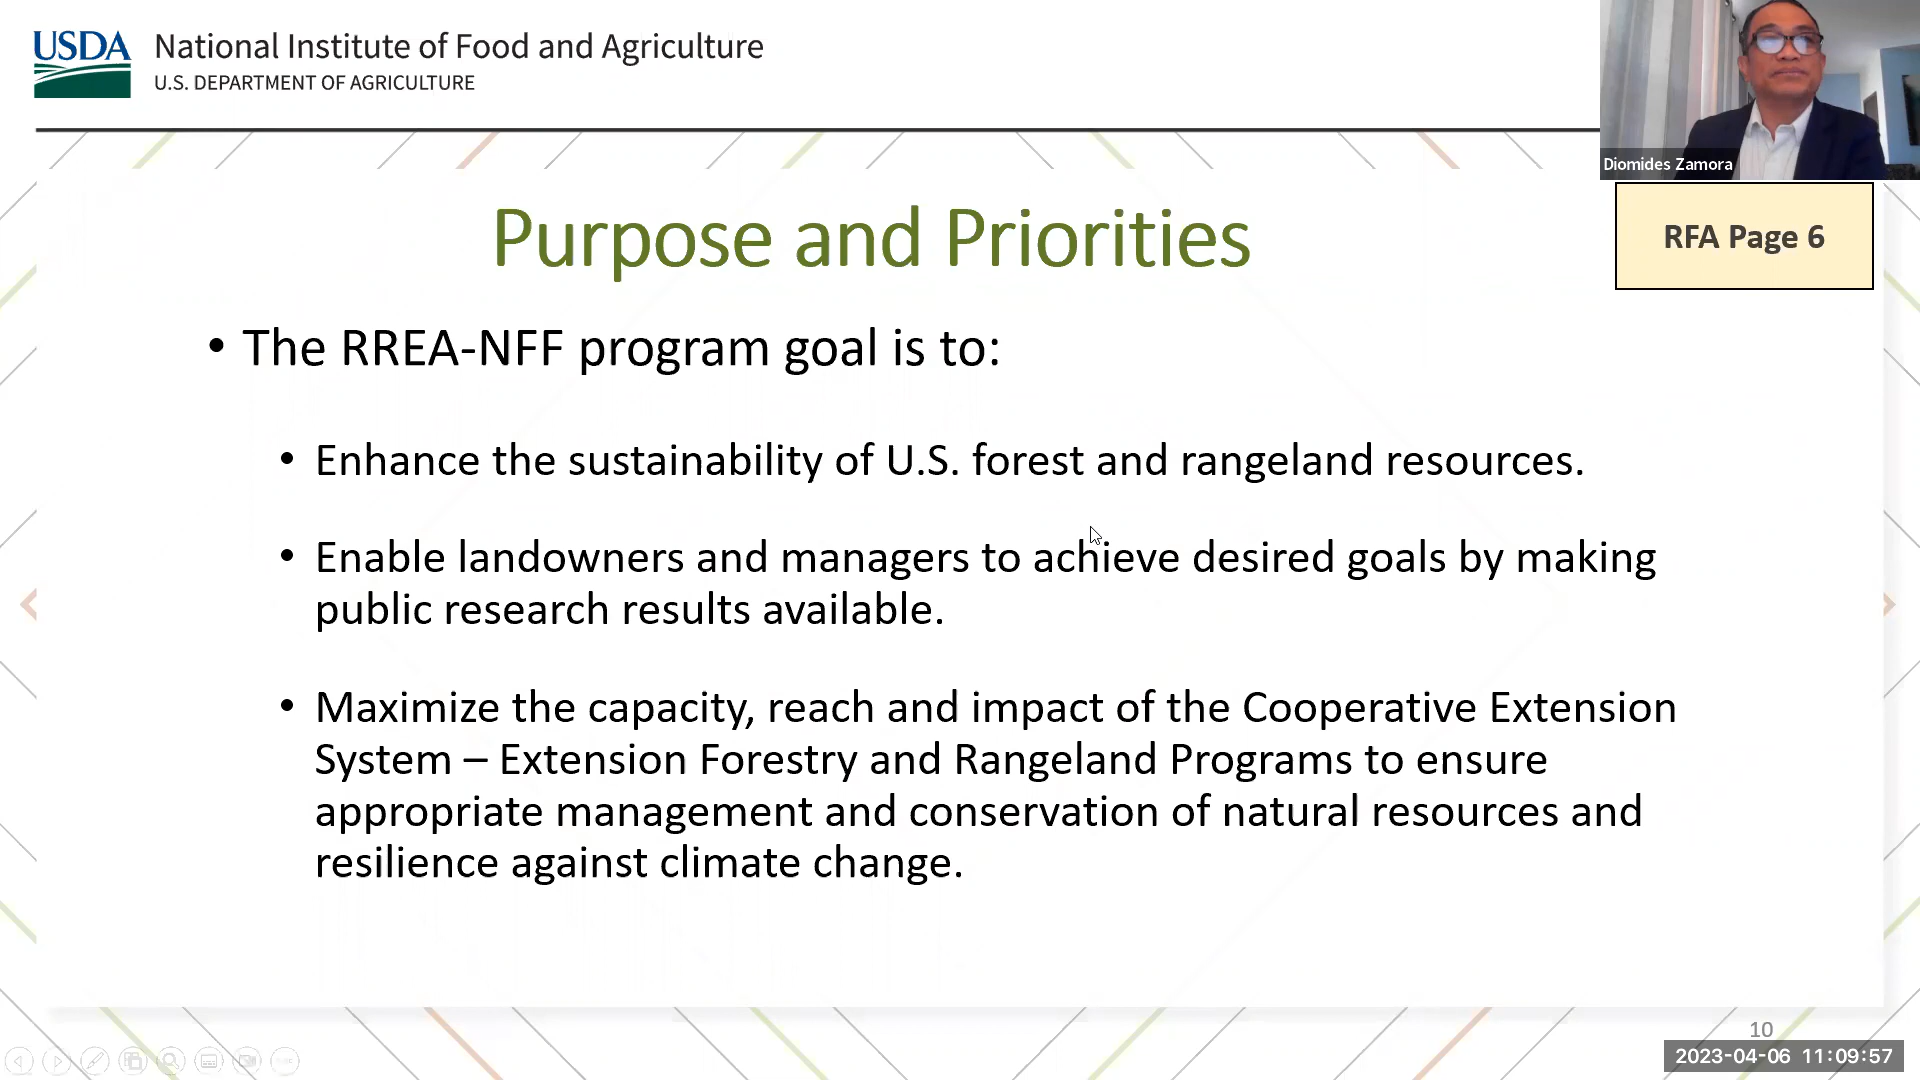 USDA
National Institute of Food and Agriculture
U.S. DEPARTMENT OF AGRICULTURE
Diomides Zamora
Purpose and Priorities
RFA Page 6
• The RREA-NFF program goal is to:
• Enhance the sustainability of U.S. forest and rangeland resources.
• Enable landowners and managers to achieve desired goals by making
public research results available.
• Maximize the capacity, reach and impact of the Cooperative Extension
System – Extension Forestry and Rangeland Programs to ensure
appropriate management and conservation of natural resources and
resilience against climate change.
10
2023-04-06 11:09:57